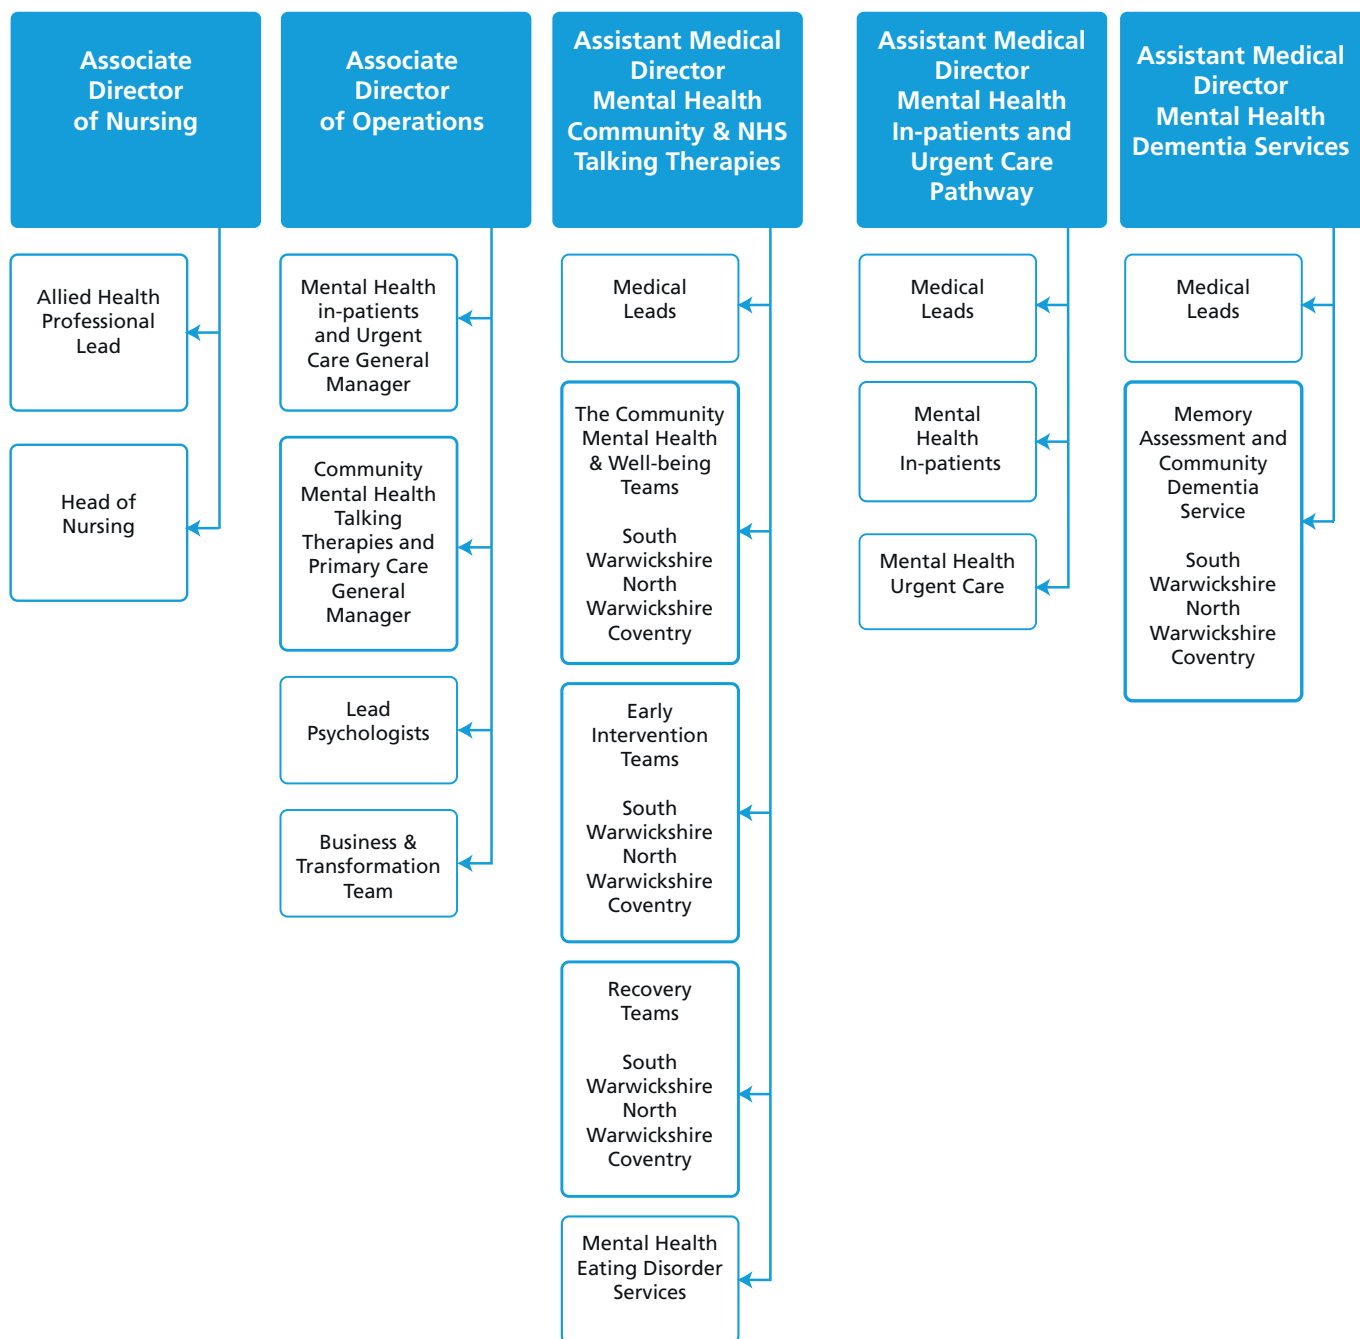 Associate
Director
of Nursing
Allied Health
Professional
Lead
Head of
Nursing
Associate
Director
of Operations
Mental Health
in-patients
and Urgent
Care General
Manager
Community
Mental Health
Talking
Therapies and
Primary Care
General
Manager
Lead
Psychologists
Business &
Transformation
Team
Assistant Medical
Director
Mental Health
Community & NHS
Talking Therapies
Medical
Leads
The Community
Mental Health
& Well-being
Teams
South
Warwickshire
North
Warwickshire
Coventry
Early
Intervention
Teams
South
Warwickshire
North
Warwickshire
Coventry
Recovery
Teams
South
Warwickshire
North
Warwickshire
Coventry
Mental Health
Eating Disorder
Services
Assistant Medical
Director
Mental Health
In-patients and
Urgent Care
Pathway
Medical
Leads
Mental
Health
In-patients
Mental Health
Urgent Care
Assistant Medical
Director
Mental Health
Dementia Services
Medical
Leads
Memory
Assessment and
Community
Dementia
Service
South
Warwickshire
North
Warwickshire
Coventry